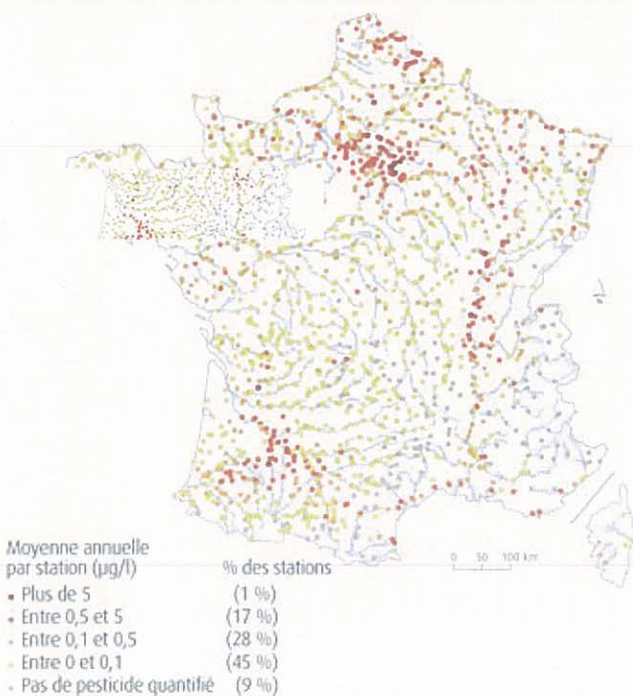 0 50 100 km
Moyenne annuelle
par station (µg/l) % des stations
Plus de 5 (1 %)
Entre 0,5 et 5 (17 %)
Entre 0,1 et 0,5 (28 %)
Entre 0 et 0,1 (45 %)
Pas de pesticide quantifié (9 %)